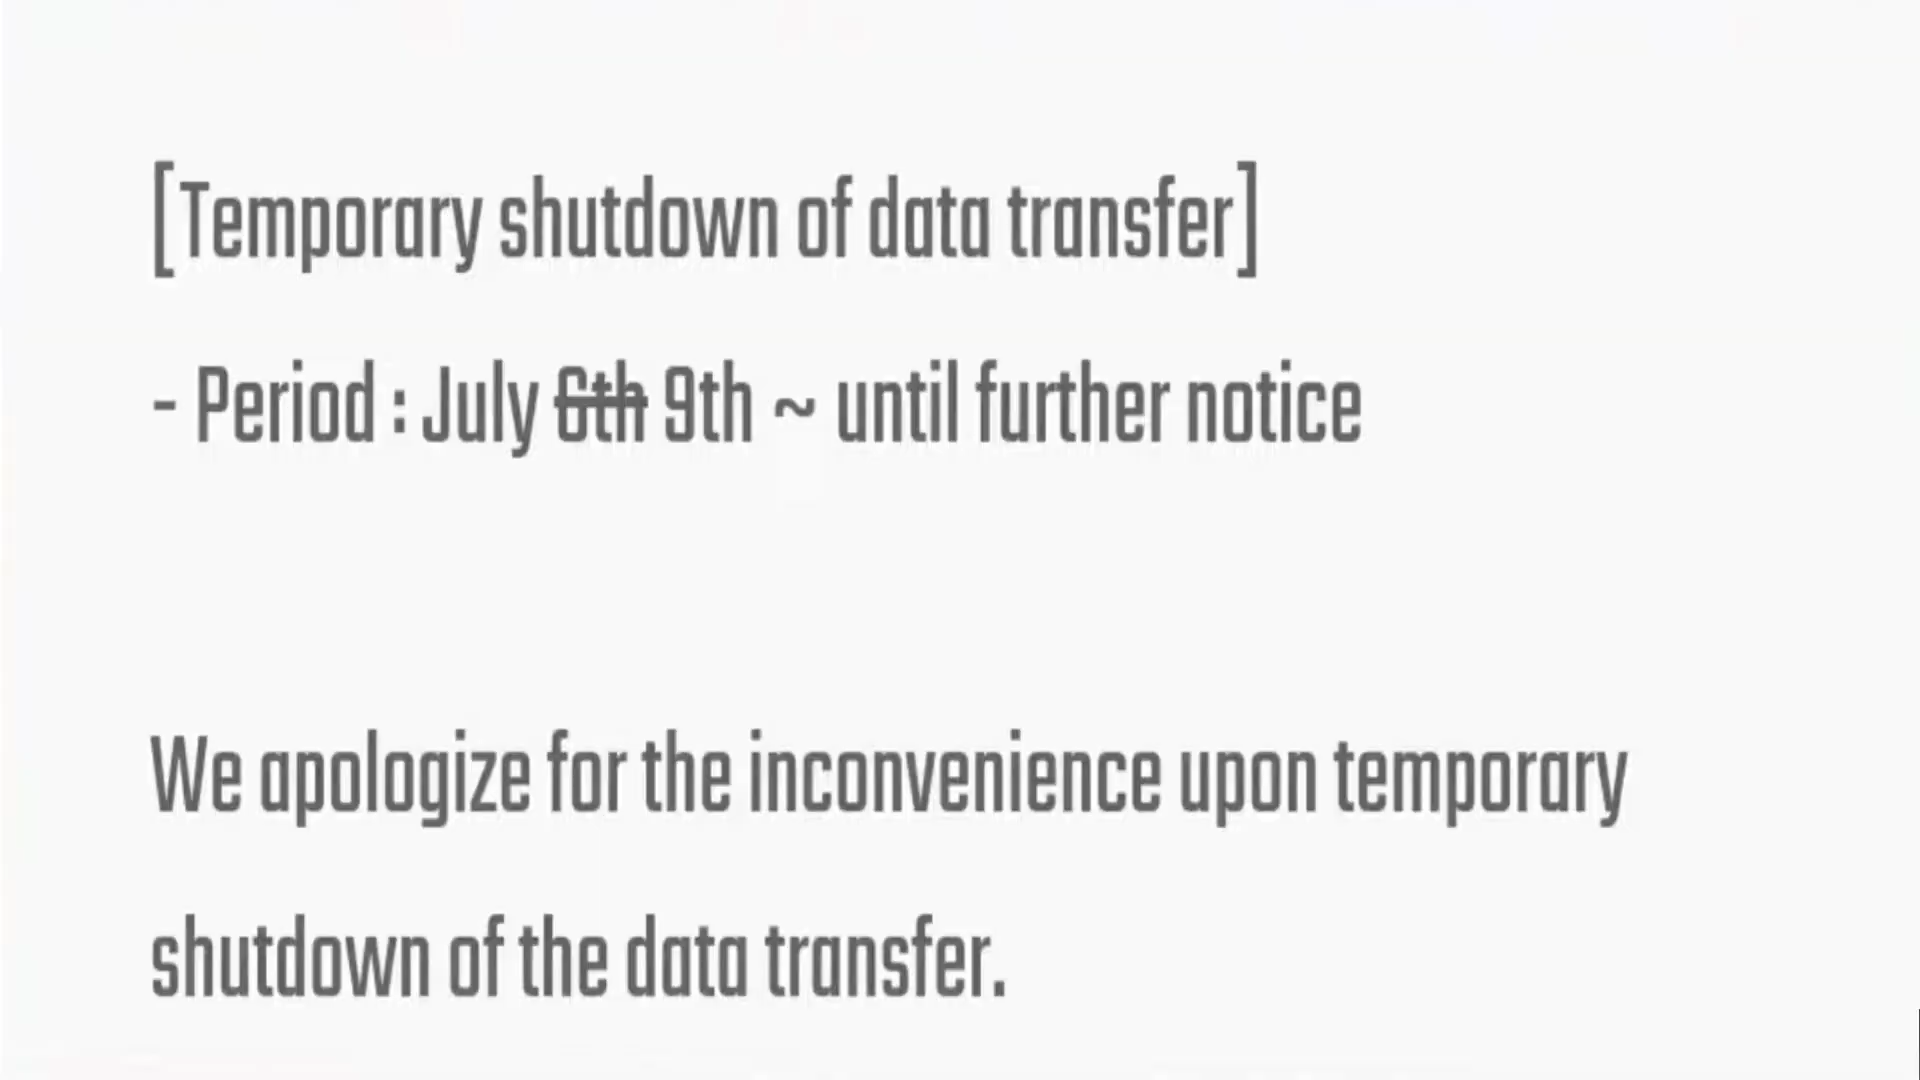 [Temporary shutdown of data transfer]
- Period : July 6th 9th ~ until further notice
We apologize for the inconvenience upon temporary
shutdown of the data transfer.